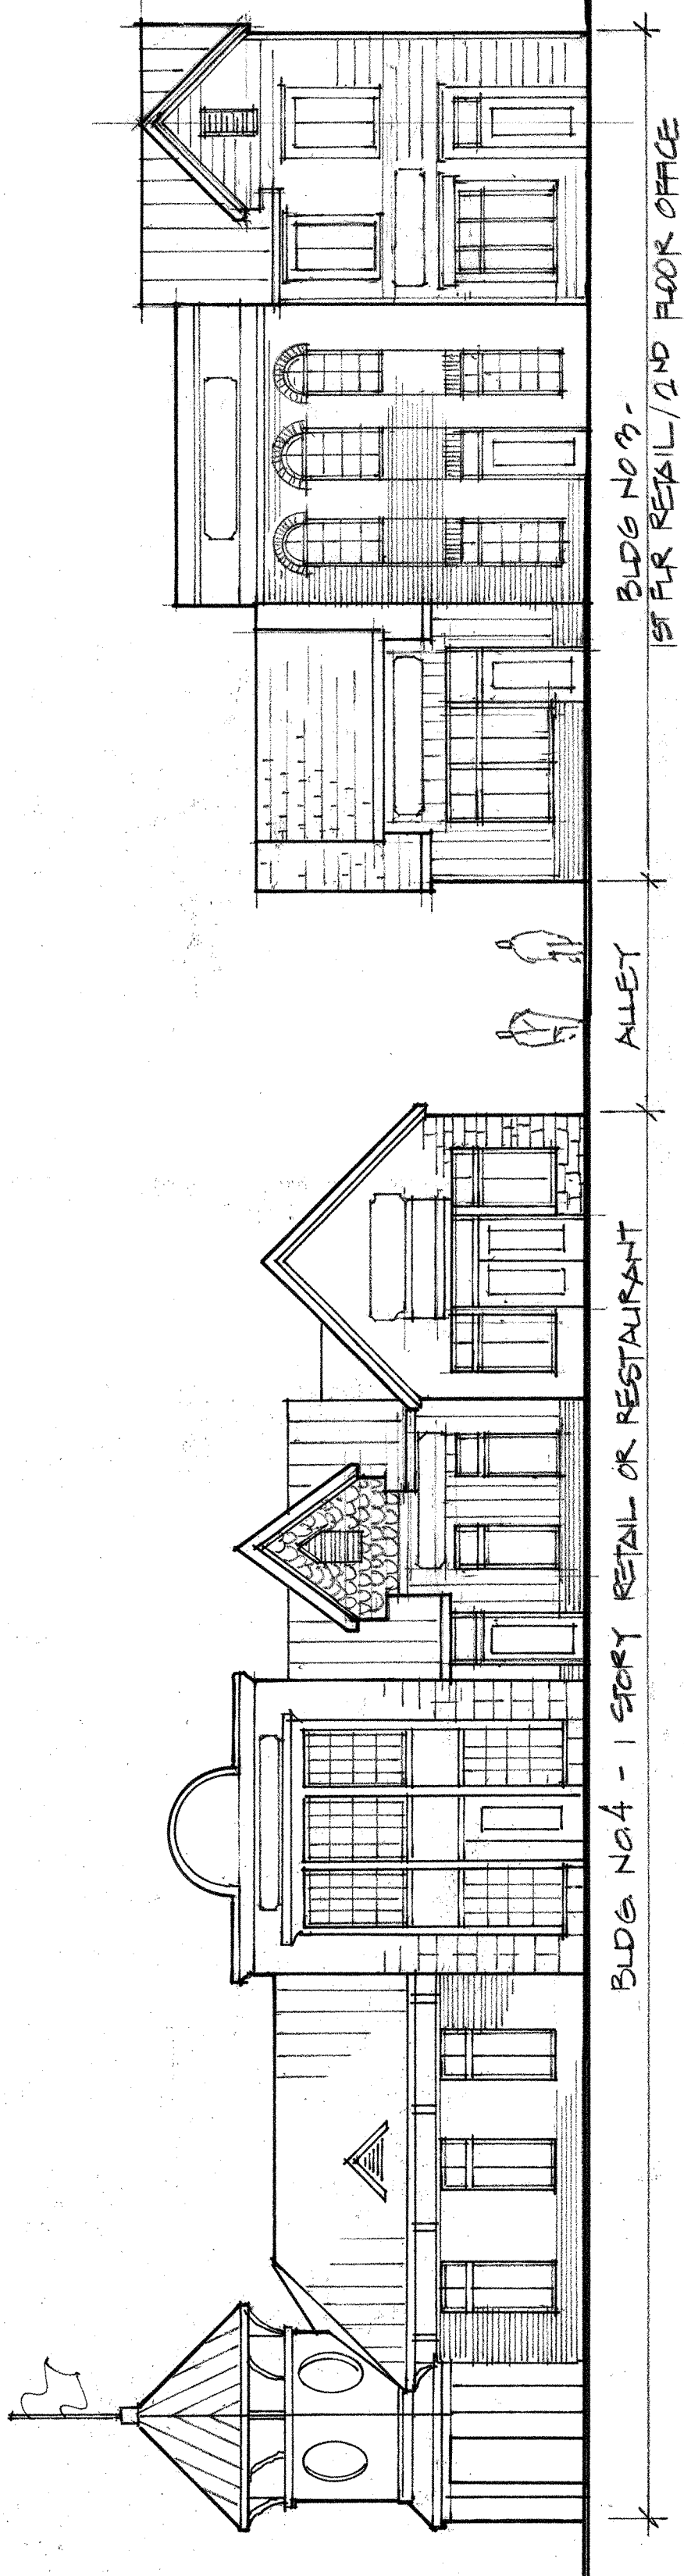 BLDG. NO.4 - 1 STORY RETAIL OR RESTAURANT
ALLEY
BLDG NO 3 -
1ST FLR RETAIL/2ND FLOOR OFFICE